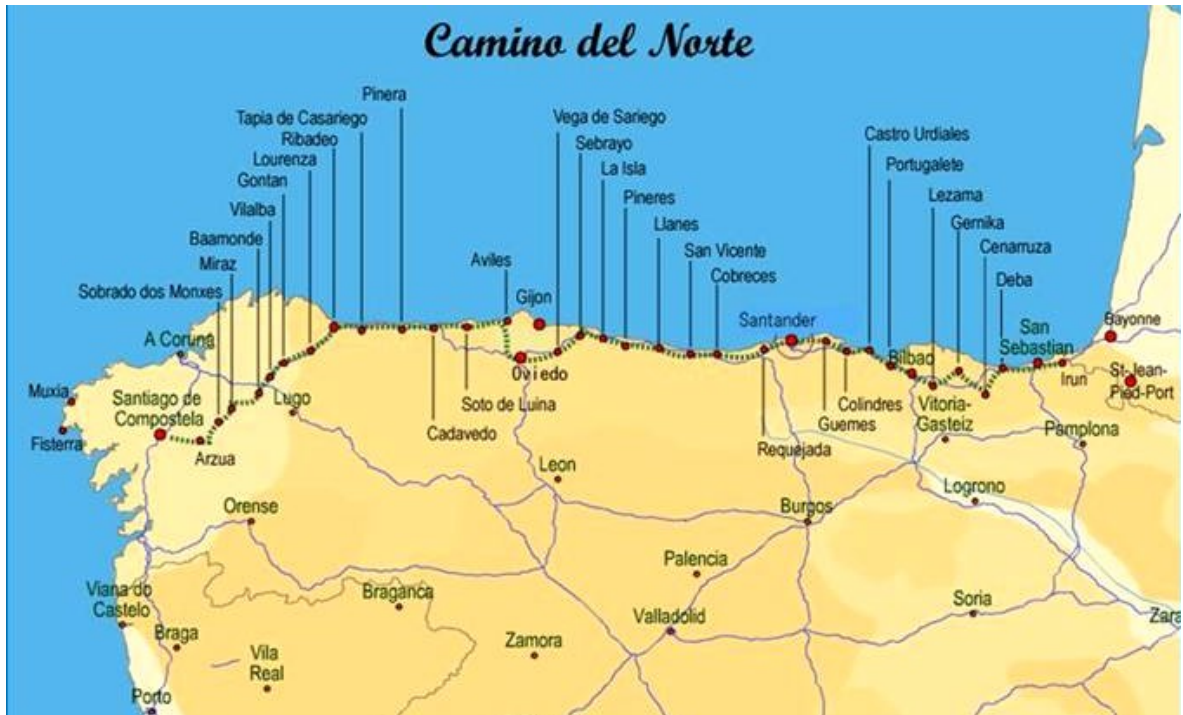 Camino del Norte
Pinera
Tapia de Casariego
Ribadeo
Lourenza
Gontan
Vilalba
Baamonde
Miraz
Sobrado dos Monxes
Vega de Sariego
Sebrayo
La Isla
Pineres
Llanes
San Vicente
Cobreces
Castro Urdiales
Portugalete
Lezama
Gernika
Cenarruza
Deba
Aviles
Gijon
Santander
San
Sebastian
Bayonne
A Coruna
Oviedo
Bilbao
Irun
St-Jean-
Pied-Port
Muxia
Santiago de
Compostela
Lugo
Soto de Luina
Colindres
Vitoria-
Gasteiz
Fisterra
Arzua
Cadavedo
Guemes
Pamplona
Requejada
Leon
Logrono
Orense
Burgos
Palencia
Viana do
Castelo
Braganca
Valladolid
Soria
Zara
Braga
Zamora
Vila
Real
Porto